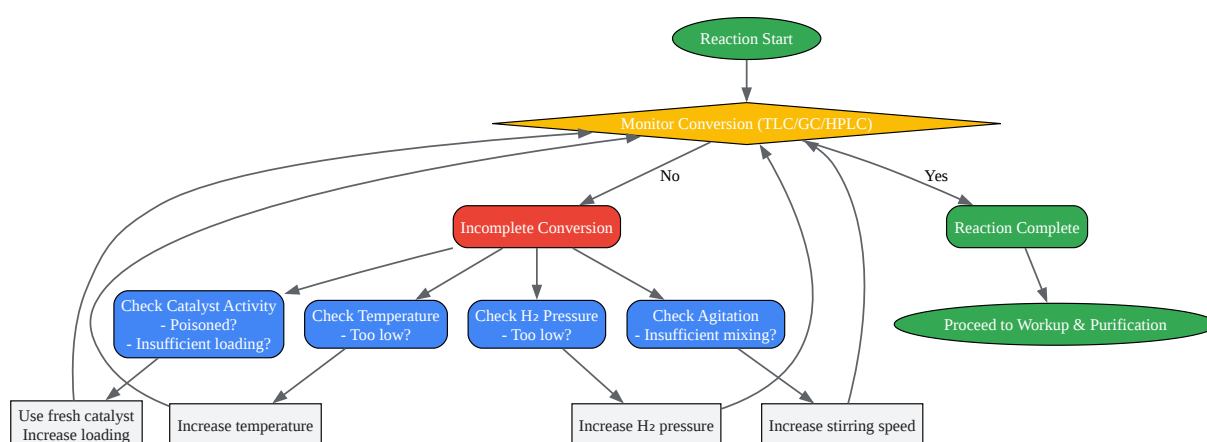 Reaction Start
Monitor Conversion (TLC/GC/HPLC)
No
Yes
Incomplete Conversion
Reaction Complete
Check Catalyst Activity
- Poisoned?
- Insufficient loading?
Check Temperature
- Too low?
Check H₂ Pressure
- Too low?
Check Agitation
- Insufficient mixing?
Proceed to Workup & Purification
Use fresh catalyst
Increase loading
Increase temperature
Increase H₂ pressure
Increase stirring speed